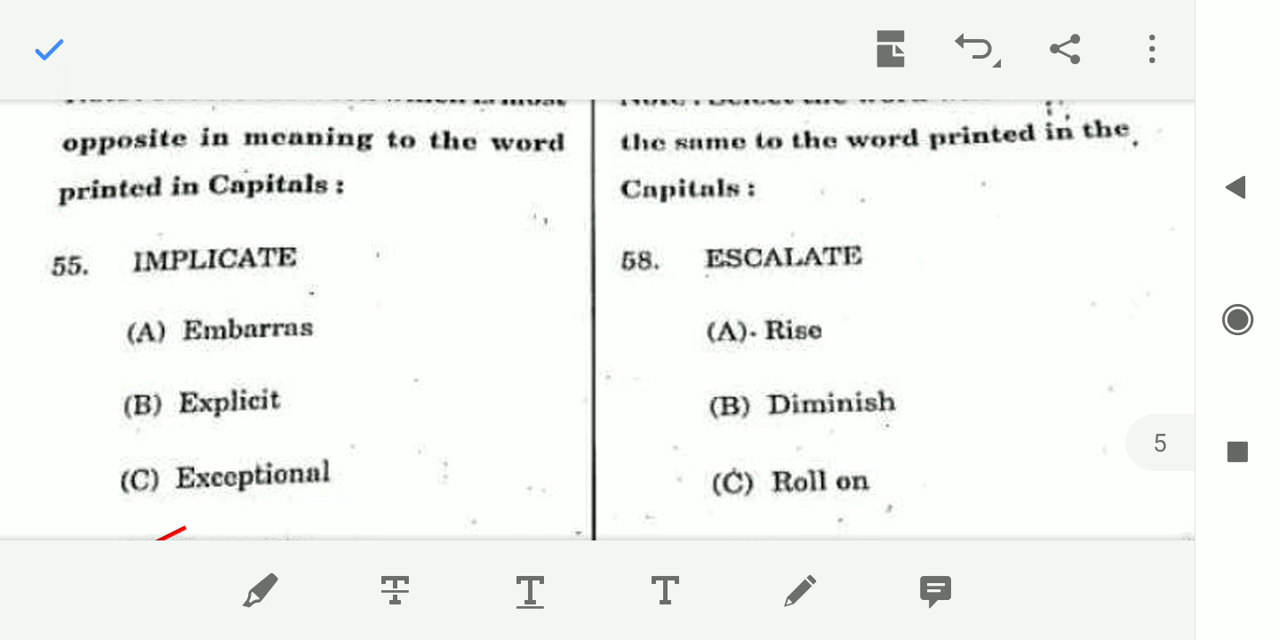 opposite in meaning to the word
printed in Capitals :
55. IMPLICATE
(A) Embarras
(B) Explicit
(C) Exceptional
the same to the word printed in the
Capitals :
58. ESCALATE
(A) Rise
(B) Diminish
(C) Roll on
5